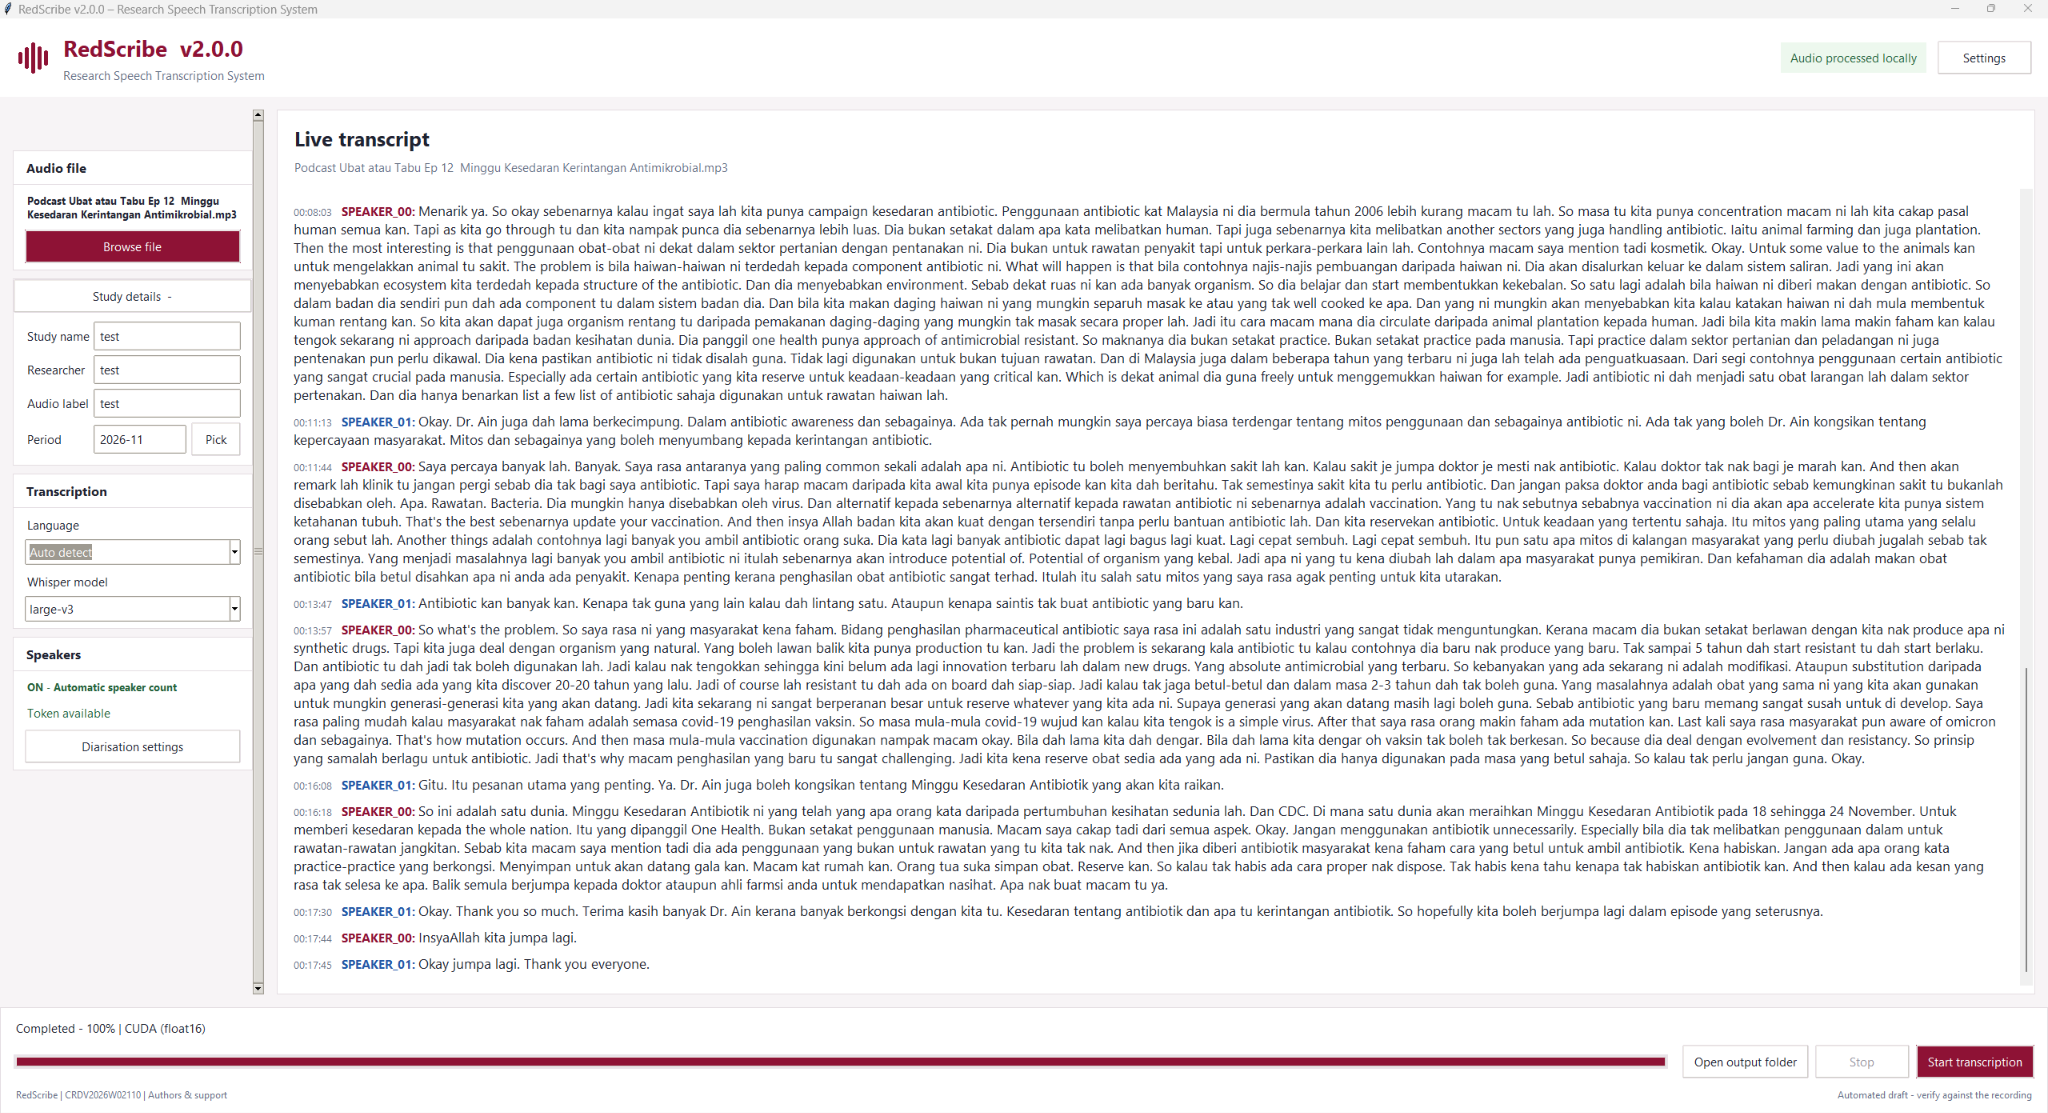 RedScribe v2.0.0 – Research Speech Transcription System
RedScribe v2.0.0
Research Speech Transcription System
Audio processed locally
Settings
Audio file
Podcast Ubat atau Tabu Ep 12 Minggu
Kesedaran Kerintangan Antimikrobial.mp3
Browse file
Study details -
Study name test
Researcher test
Audio label test
Period 2026-11 Pick
Transcription
Language
Auto detect
Whisper model
large-v3
Speakers
ON - Automatic speaker count
Token available
Diarisation settings
Live transcript
Podcast Ubat atau Tabu Ep 12 Minggu Kesedaran Kerintangan Antimikrobial.mp3
00:08:03 SPEAKER_00: Menarik ya. So okay sebenarnya kalau ingat saya lah kita punya campaign kesedaran antibiotic. Penggunaan antibiotic kat Malaysia ni dia bermula tahun 2006 lebih kurang macam tu lah. So masa tu kita punya concentration macam ni lah kita cakap pasal
human semua kan. Tapi as kita go through tu dan kita nampak punca dia sebenarnya lebih luas. Dia bukan setakat dalam apa kata melibatkan human. Tapi juga sebenarnya kita melibatkan another sectors yang juga handling antibiotic. Iaitu animal farming dan juga plantation.
Then the most interesting is that penggunaan obat-obat ni dekat dalam sektor pertanian dengan pentanakan ni. Dia bukan untuk rawatan penyakit tapi untuk perkara-perkara lain lah. Contohnya macam saya mention tadi kosmetik. Okay. Untuk some value to the animals kan
untuk mengelakkan animal tu sakit. The problem is bila haiwan-haiwan ni terdedah kepada component antibiotic ni. What will happen is that bila contohnya najis-najis pembuangan daripada haiwan ni. Dia akan disalurkan keluar ke dalam sistem saliran. Jadi yang ini akan
menyebabkan ecosystem kita terdedah kepada structure of the antibiotic. Dan dia menyebabkan environment. Sebab dekat ruas ni kan ada banyak organism. So dia belajar dan start membentukkan kekebalan. So satu lagi adalah bila haiwan ni diberi makan dengan antibiotic. So
dalam badan dia sendiri pun dah ada component tu dalam sistem badan dia. Dan bila kita makan daging haiwan ni yang mungkin separuh masak ke atau yang tak well cooked ke apa. Dan yang ni mungkin akan menyebabkan kita kalau katakan haiwan ni dah mula membentuk
kuman rentang kan. So kita akan dapat juga organism rentang tu daripada pemakanan daging-daging yang mungkin tak masak secara proper lah. Jadi itu cara macam mana dia circulate daripada animal plantation kepada human. Jadi bila kita makin lama makin faham kan kalau
tengok sekarang ni approach daripada badan kesihatan dunia. Dia panggil one health punya approach of antimicrobial resistant. So maknanya dia bukan setakat practice. Bukan setakat practice pada manusia. Tapi practice dalam sektor pertanian dan peladangan ni juga
pentenakan pun perlu dikawal. Dia kena pastikan antibiotic ni tidak disalah guna. Tidak lagi digunakan untuk bukan tujuan rawatan. Dan di Malaysia juga dalam beberapa tahun yang terbaru ni juga lah telah ada penguatkuasaan. Dari segi contohnya penggunaan certain antibiotic
yang sangat crucial pada manusia. Especially ada certain antibiotic yang kita reserve untuk keadaan-keadaan yang critical kan. Which is dekat animal dia guna freely untuk menggemukkan haiwan for example. Jadi antibiotic ni dah menjadi satu obat larangan lah dalam sektor
pertenakan. Dan dia hanya benarkan list a few list of antibiotic sahaja digunakan untuk rawatan haiwan lah.
00:11:13 SPEAKER_01: Okay. Dr. Ain juga dah lama berkecimpung. Dalam antibiotic awareness dan sebagainya. Ada tak pernah mungkin saya percaya biasa terdengar tentang mitos penggunaan dan sebagainya antibiotic ni. Ada tak yang boleh Dr. Ain kongsikan tentang
kepercayaan masyarakat. Mitos dan sebagainya yang boleh menyumbang kepada kerintangan antibiotic.
00:11:44 SPEAKER_00: Saya percaya banyak lah. Banyak. Saya rasa antaranya yang paling common sekali adalah apa ni. Antibiotic tu boleh menyembuhkan sakit lah kan. Kalau sakit je jumpa doktor je mesti nak antibiotic. Kalau doktor tak nak bagi je marah kan. And then akan
remark lah klinik tu jangan pergi sebab dia tak bagi saya antibiotic. Tapi saya harap macam daripada kita awal kita punya episode kan kita dah beritahu. Tak semestinya sakit kita tu perlu antibiotic. Dan jangan paksa doktor anda bagi antibiotic sebab kemungkinan sakit tu bukanlah
disebabkan oleh. Apa. Rawatan. Bacteria. Dia mungkin hanya disebabkan oleh virus. Dan alternatif kepada sebenarnya alternatif kepada rawatan antibiotic ni sebenarnya adalah vaccination. Yang tu nak sebutnya sebabnya vaccination ni dia akan apa accelerate kita punya sistem
ketahanan tubuh. That's the best sebenarnya update your vaccination. And then insya Allah badan kita akan kuat dengan tersendiri tanpa perlu bantuan antibiotic lah. Dan kita reservekan antibiotic. Untuk keadaan yang tertentu sahaja. Itu mitos yang paling utama yang selalu
orang sebut lah. Another things adalah contohnya lagi banyak you ambil antibiotic orang suka. Dia kata lagi banyak antibiotic dapat lagi bagus lagi kuat. Lagi cepat sembuh. Lagi cepat sembuh. Itu pun satu apa mitos di kalangan masyarakat yang perlu diubah jugalah sebab tak
semestinya. Yang menjadi masalahnya lagi banyak you ambil antibiotic ni itulah sebenarnya akan introduce potential of. Potential of organism yang kebal. Jadi apa ni yang tu kena diubah lah dalam apa masyarakat punya pemikiran. Dan kefahaman dia adalah makan obat
antibiotic bila betul disahkan apa ni anda ada penyakit. Kenapa penting kerana penghasilan obat antibiotic sangat terhad. Itulah itu salah satu mitos yang saya rasa agak penting untuk kita utarakan.
00:13:47 SPEAKER_01: Antibiotic kan banyak kan. Kenapa tak guna yang lain kalau dah lintang satu. Ataupun kenapa saintis tak buat antibiotic yang baru kan.
00:13:57 SPEAKER_00: So what's the problem. So saya rasa ni yang masyarakat kena faham. Bidang penghasilan pharmaceutical antibiotic saya rasa ini adalah satu industri yang sangat tidak menguntungkan. Kerana macam dia bukan setakat berlawan dengan kita nak produce apa ni
synthetic drugs. Tapi kita juga deal dengan organism yang natural. Yang boleh lawan balik kita punya production tu kan. Jadi the problem is sekarang kala antibiotic tu kalau contohnya dia baru nak produce yang baru. Tak sampai 5 tahun dah start resistant tu dah start berlaku.
Dan antibiotic tu dah jadi tak boleh digunakan lah. Jadi kalau nak tengokkan sehingga kini belum ada lagi innovation terbaru lah dalam new drugs. Yang absolute antimicrobial yang terbaru. So kebanyakan yang ada sekarang ni adalah modifikasi. Ataupun substitution daripada
apa yang dah sedia ada yang kita discover 20-20 tahun yang lalu. Jadi of course lah resistant tu dah ada on board dah siap-siap. Jadi kalau tak jaga betul-betul dan dalam masa 2-3 tahun dah tak boleh guna. Yang masalahnya adalah obat yang sama ni yang kita akan gunakan
untuk mungkin generasi-generasi kita yang akan datang. Jadi kita sekarang ni sangat berperanan besar untuk reserve whatever yang kita ada ni. Supaya generasi yang akan datang masih lagi boleh guna. Sebab antibiotic yang baru memang sangat susah untuk di develop. Saya
rasa paling mudah kalau masyarakat nak faham adalah semasa covid-19 penghasilan vaksin. So masa mula-mula covid-19 wujud kan kalau kita tengok is a simple virus. After that saya rasa orang makin faham ada mutation kan. Last kali saya rasa masyarakat pun aware of omicron
dan sebagainya. That's how mutation occurs. And then masa mula-mula vaccination digunakan nampak macam okay. Bila dah lama kita dah dengar. Bila dah lama kita dengar oh vaksin tak boleh tak berkesan. So because dia deal dengan evolvement dan resistancy. So prinsip
yang samalah berlagu untuk antibiotic. Jadi that's why macam penghasilan yang baru tu sangat challenging. Jadi kita kena reserve obat sedia ada yang ada ni. Pastikan dia hanya digunakan pada masa yang betul sahaja. So kalau tak perlu jangan guna. Okay.
00:16:08 SPEAKER_01: Gitu. Itu pesanan utama yang penting. Ya. Dr. Ain juga boleh kongsikan tentang Minggu Kesedaran Antibiotik yang akan kita raikan.
00:16:18 SPEAKER_00: So ini adalah satu dunia. Minggu Kesedaran Antibiotik ni yang telah yang apa orang kata daripada pertumbuhan kesihatan sedunia lah. Dan CDC. Di mana satu dunia akan meraihkan Minggu Kesedaran Antibiotik pada 18 sehingga 24 November. Untuk
memberi kesedaran kepada the whole nation. Itu yang dipanggil One Health. Bukan setakat penggunaan manusia. Macam saya cakap tadi dari semua aspek. Okay. Jangan menggunakan antibiotik unnecessarily. Especially bila dia tak melibatkan penggunaan dalam untuk
rawatan-rawatan jangkitan. Sebab kita macam saya mention tadi dia ada penggunaan yang bukan untuk rawatan yang tu kita tak nak. And then jika diberi antibiotik masyarakat kena faham cara yang betul untuk ambil antibiotik. Kena habiskan. Jangan ada apa orang kata
practice-practice yang berkongsi. Menyimpan untuk akan datang gala kan. Macam kat rumah kan. Orang tua suka simpan obat. Reserve kan. So kalau tak habis ada cara proper nak dispose. Tak habis kena tahu kenapa tak habiskan antibiotik kan. And then kalau ada kesan yang
rasa tak selesa ke apa. Balik semula berjumpa kepada doktor ataupun ahli farmsi anda untuk mendapatkan nasihat. Apa nak buat macam tu ya.
00:17:30 SPEAKER_01: Okay. Thank you so much. Terima kasih banyak Dr. Ain kerana banyak berkongsi dengan kita tu. Kesedaran tentang antibiotik dan apa tu kerintangan antibiotik. So hopefully kita boleh berjumpa lagi dalam episode yang seterusnya.
00:17:44 SPEAKER_00: InsyaAllah kita jumpa lagi.
00:17:45 SPEAKER_01: Okay jumpa lagi. Thank you everyone.
Completed - 100% | CUDA (float16)
Open output folder
Stop
Start transcription
RedScribe | CRDV2026W02110 | Authors & support
Automated draft - verify against the recording